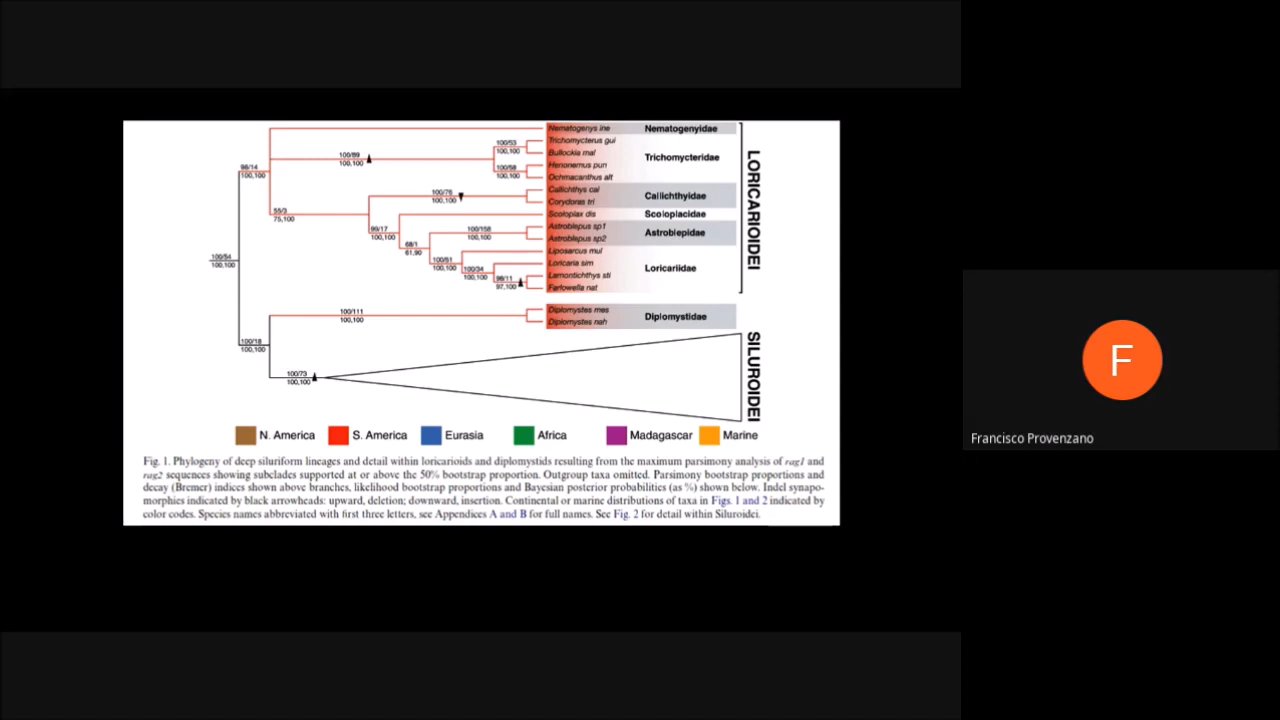 Nematogenys ine
Nematogenyidae
100/53
100,100
Trichomycterus gui
Bullockia mal
100/89
100,100
Trichomycteridae
98/14
100,100
100/58
100,100
Henonemus pun
Ochmacanthus alt
LORICARIOIDEI
100/78
100,100
Callichthys cal
Corydoras tri
Callichthyidae
55/3
75,100
Scoloplax dis
Scoloplacidae
99/17
100,100
100/158
100,100
Astroblepus sp1
Astroblepus sp2
Astroblepidae
68/1
61,90
Liposarcus mul
100/54
100,100
100/51
100,100
100/34
100,100
Loricaria sim
Loricariidae
98/11
97,100
Lamontichthys sti
Farlowella nat
100/111
100,100
Diplomystes mes
Diplomystes nah
Diplomystidae
100/18
100,100
SILUROIDEI
100/73
100,100
N. America S. America Eurasia Africa Madagascar Marine
Fig. 1. Phylogeny of deep siluriform lineages and detail within loricarioids and diplomystids resulting from the maximum parsimony analysis of rag1 and
rag2 sequences showing subclades supported at or above the 50% bootstrap proportion. Outgroup taxa omitted. Parsimony bootstrap proportions and
decay (Bremer) indices shown above branches, likelihood bootstrap proportions and Bayesian posterior probabilities (as %) shown below. Indel synapo-
morphies indicated by black arrowheads: upward, deletion; downward, insertion. Continental or marine distributions of taxa in Figs. 1 and 2 indicated by
color codes. Species names abbreviated with first three letters, see Appendices A and B for full names. See Fig. 2 for detail within Siluroidei.
F
Francisco Provenzano